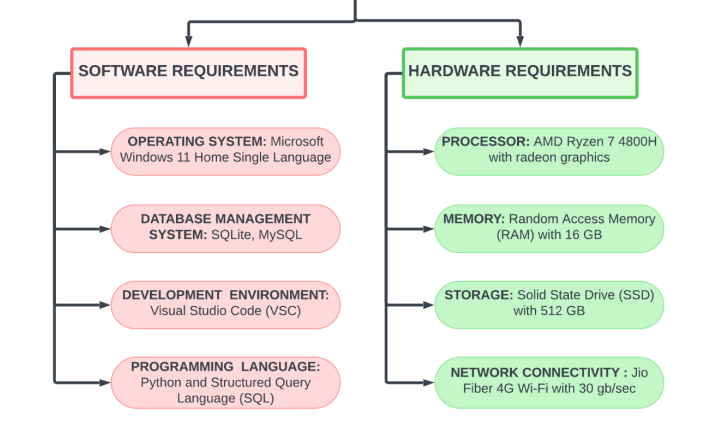 SOFTWARE REQUIREMENTS
OPERATING SYSTEM: Microsoft
Windows 11 Home Single Language
DATABASE MANAGEMENT
SYSTEM: SQLite, MySQL
DEVELOPMENT ENVIRONMENT:
Visual Studio Code (VSC)
PROGRAMMING LANGUAGE:
Python and Structured Query
Language (SQL)
HARDWARE REQUIREMENTS
PROCESSOR: AMD Ryzen 7 4800H
with radeon graphics
MEMORY: Random Access Memory
(RAM) with 16 GB
STORAGE: Solid State Drive (SSD)
with 512 GB
NETWORK CONNECTIVITY : Jio
Fiber 4G Wi-Fi with 30 gb/sec